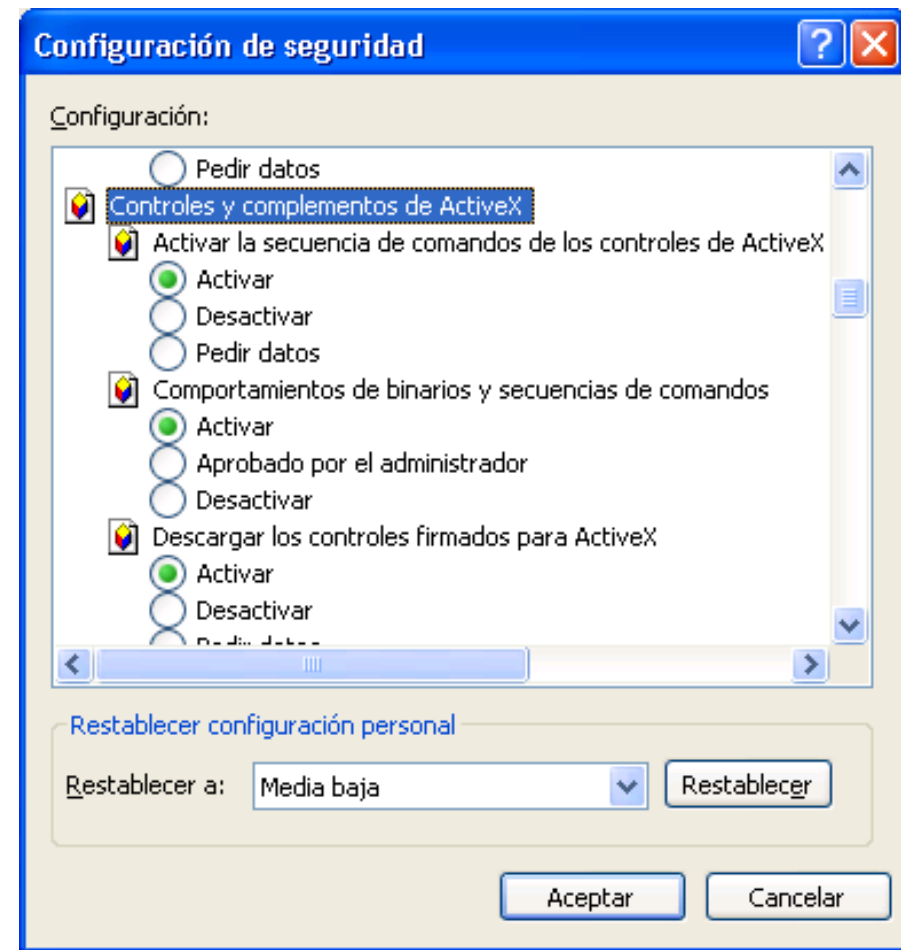 Configuración de seguridad
Configuración:
Pedir datos
Controles y complementos de ActiveX
Activar la secuencia de comandos de los controles de ActiveX
Activar
Desactivar
Pedir datos
Comportamientos de binarios y secuencias de comandos
Activar
Aprobado por el administrador
Desactivar
Descargar los controles firmados para ActiveX
Activar
Desactivar
Pedir datos
Restablecer configuración personal
Restablecer a: Media baja Restablecer
Aceptar Cancelar